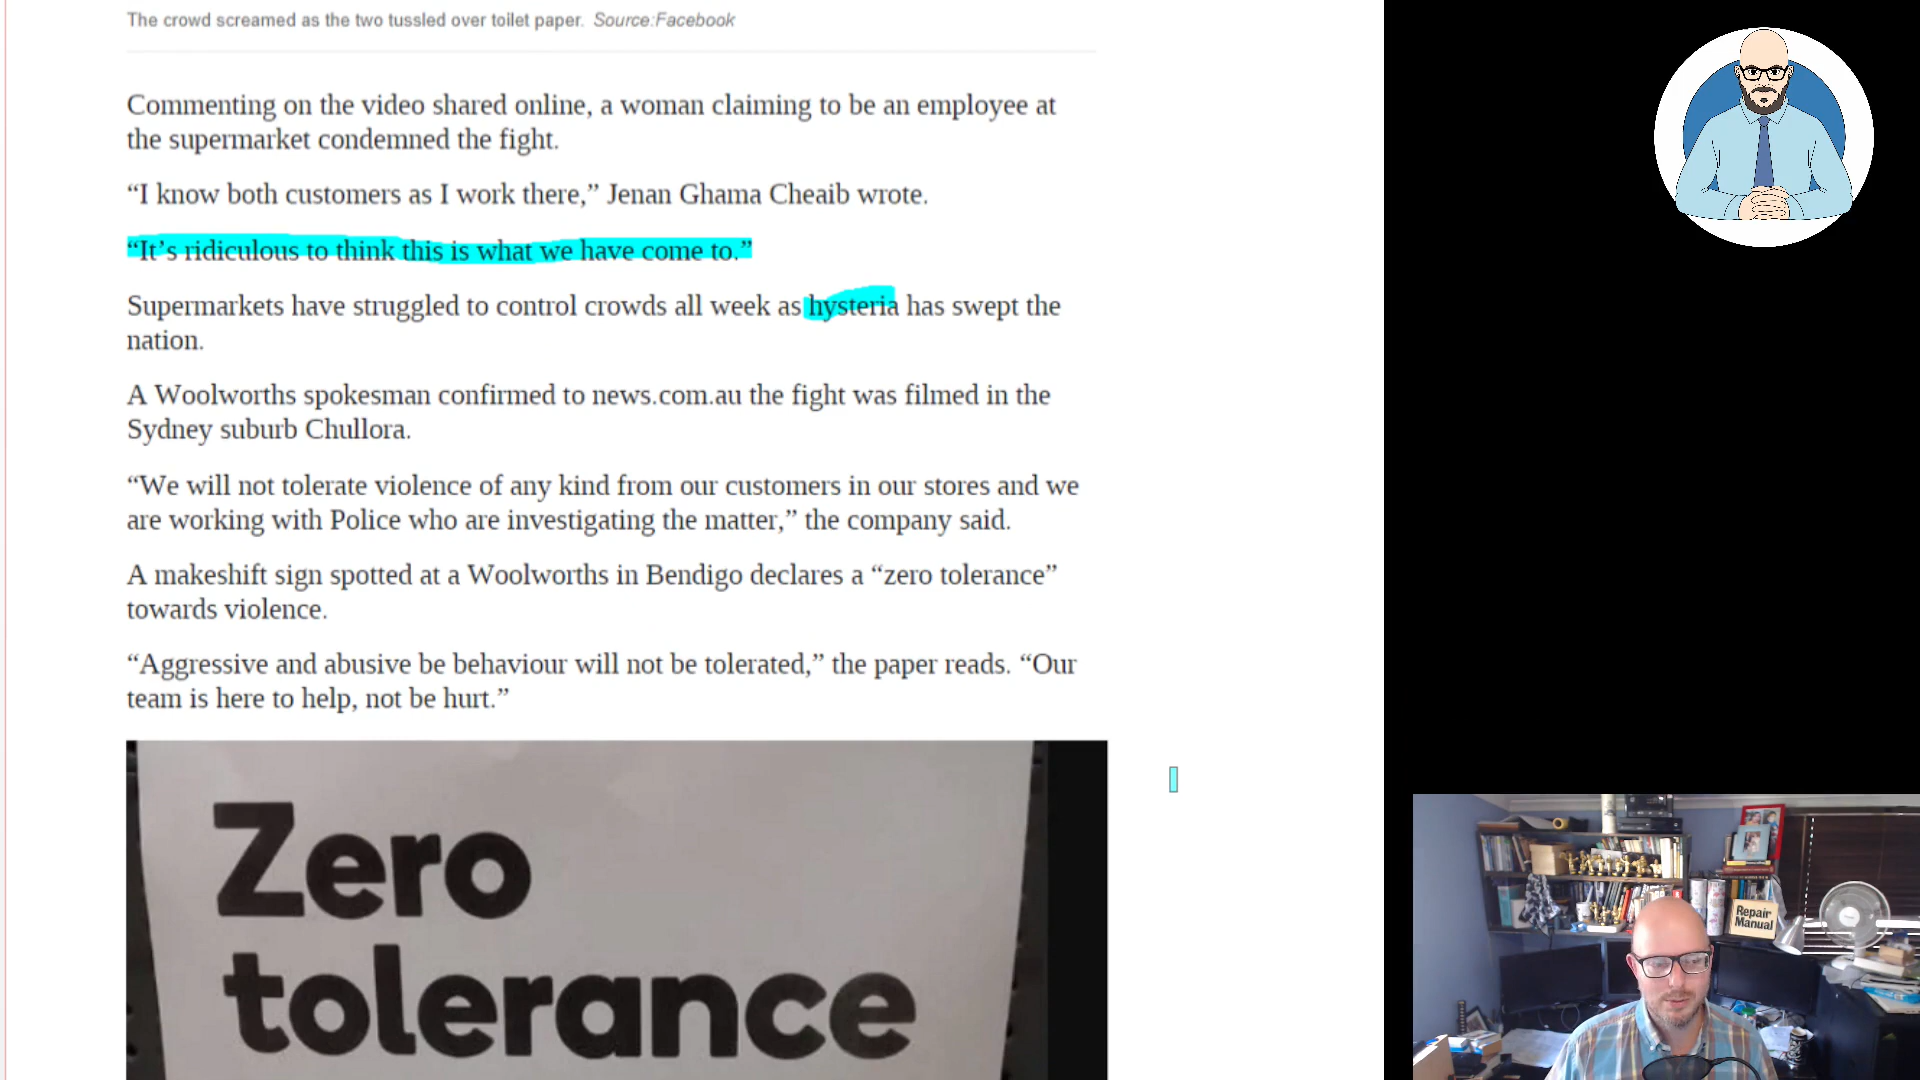 The crowd screamed as the two tussled over toilet paper. Source:Facebook
Commenting on the video shared online, a woman claiming to be an employee at
the supermarket condemned the fight.
“I know both customers as I work there,” Jenan Ghama Cheaib wrote.
“It’s ridiculous to think this is what we have come to.”
Supermarkets have struggled to control crowds all week as hysteria has swept the
nation.
A Woolworths spokesman confirmed to news.com.au the fight was filmed in the
Sydney suburb Chullora.
“We will not tolerate violence of any kind from our customers in our stores and we
are working with Police who are investigating the matter,” the company said.
A makeshift sign spotted at a Woolworths in Bendigo declares a “zero tolerance”
towards violence.
“Aggressive and abusive be behaviour will not be tolerated,” the paper reads. “Our
team is here to help, not be hurt.”
Zero
tolerance
Repair
Manual